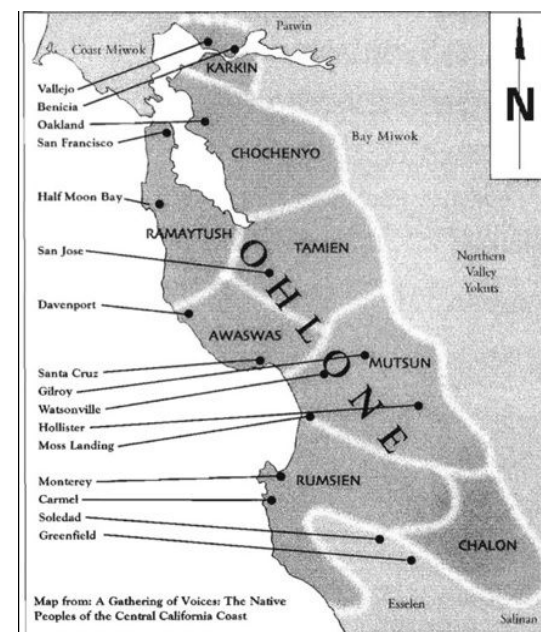 Patwin
Coast Miwok
N
KARKIN
Vallejo
Benicia
Oakland
San Francisco
Bay Miwok
CHOCHENYO
Half Moon Bay
RAMAYTUSH
San Jose
TAMIEN
Northern
Valley
Yokuts
OHLONE
Davenport
AWASWAS
MUTSUN
Santa Cruz
Gilroy
Watsonville
Hollister
Moss Landing
Monterey
RUMSIEN
Carmel
Soledad
Greenfield
CHALON
Map from: A Gathering of Voices: The Native
Peoples of the Central California Coast
Esselen
Salinan